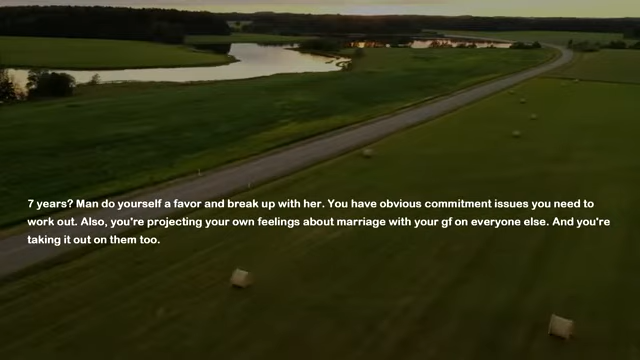 7 years? Man do yourself a favor and break up with her. You have obvious commitment issues you need to
work out. Also, you're projecting your own feelings about marriage with your gf on everyone else. And you're
taking it out on them too.